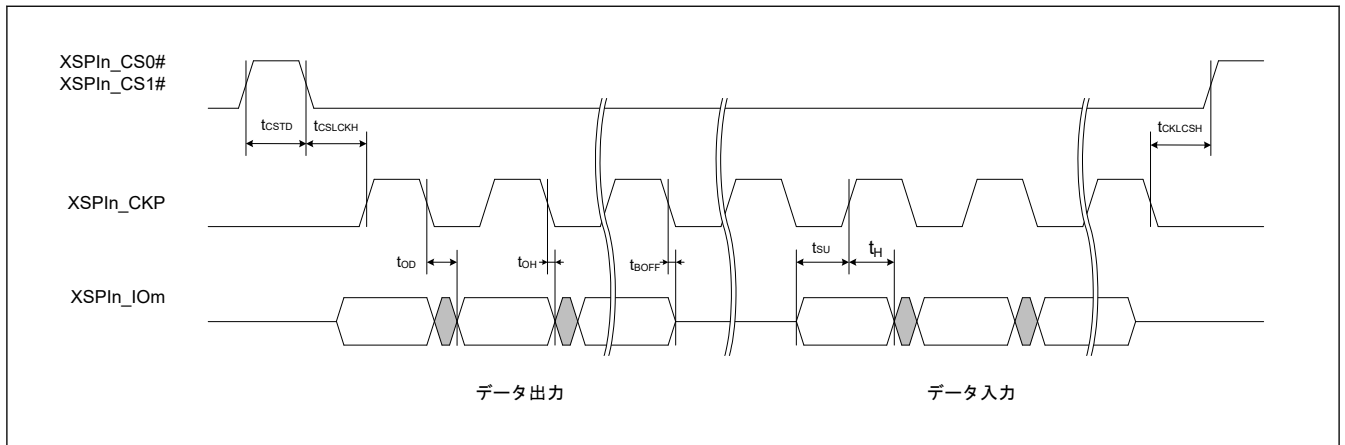 XSPIn_CS0#
XSPIn_CS1#
tCSTD
tCSLCKH
tCKLCSH
XSPIn_CKP
tOD
tOH
tBOFF
tSU
tH
XSPIn_IOm
データ出力
データ入力